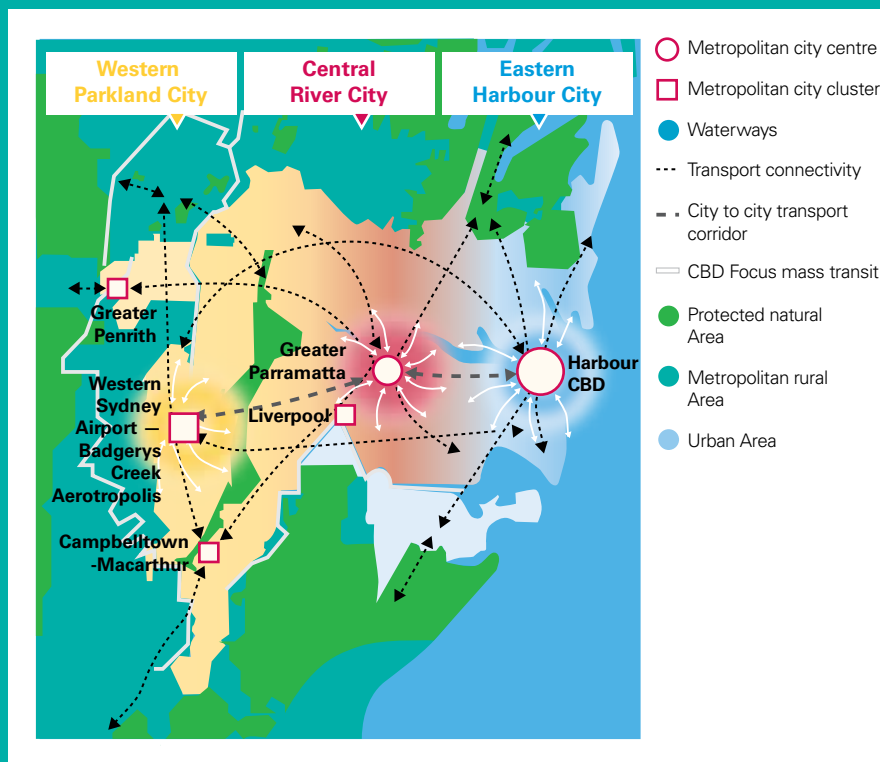 Western
Parkland City
Central
River City
Eastern
Harbour City
Greater
Penrith
Greater
Parramatta
Harbour
CBD
Western
Sydney
Airport —
Badgerys
Creek
Aerotropolis
Liverpool
Campbelltown
-Macarthur
Metropolitan city centre
Metropolitan city cluster
Waterways
Transport connectivity
City to city transport
corridor
CBD Focus mass transit
Protected natural
Area
Metropolitan rural
Area
Urban Area